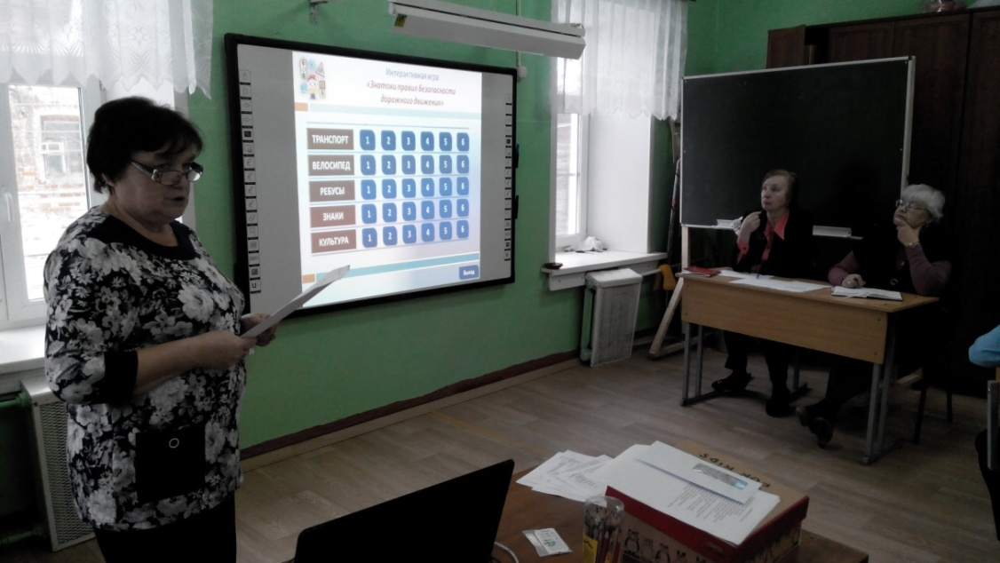 Интерактивная игра
«Знатоки правил безопасности
дорожного движения»
ТРАНСПОРТ 1 2 3 4 5 6
ВЕЛОСИПЕД 1 2 3 4 5 6
РЕБУСЫ 1 2 3 4 5 6
ЗНАКИ 1 2 3 4 5 6
КУЛЬТУРА 1 2 3 4 5 6
Выход
FOR KIDS